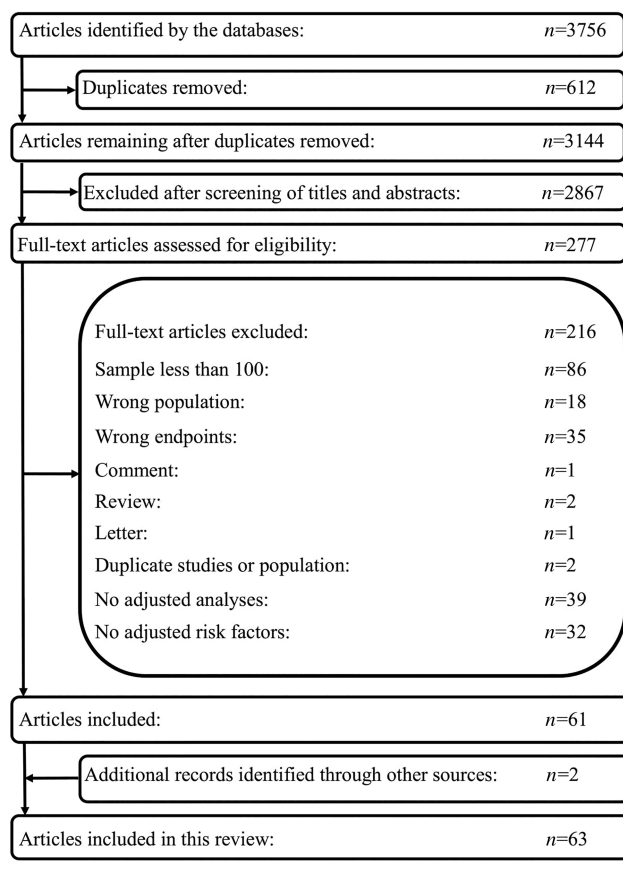 Articles identified by the databases: n=3756
Duplicates removed: n=612
Articles remaining after duplicates removed: n=3144
Excluded after screening of titles and abstracts: n=2867
Full-text articles assessed for eligibility: n=277
Full-text articles excluded: n=216
Sample less than 100: n=86
Wrong population: n=18
Wrong endpoints: n=35
Comment: n=1
Review: n=2
Letter: n=1
Duplicate studies or population: n=2
No adjusted analyses: n=39
No adjusted risk factors: n=32
Articles included: n=61
Additional records identified through other sources: n=2
Articles included in this review: n=63